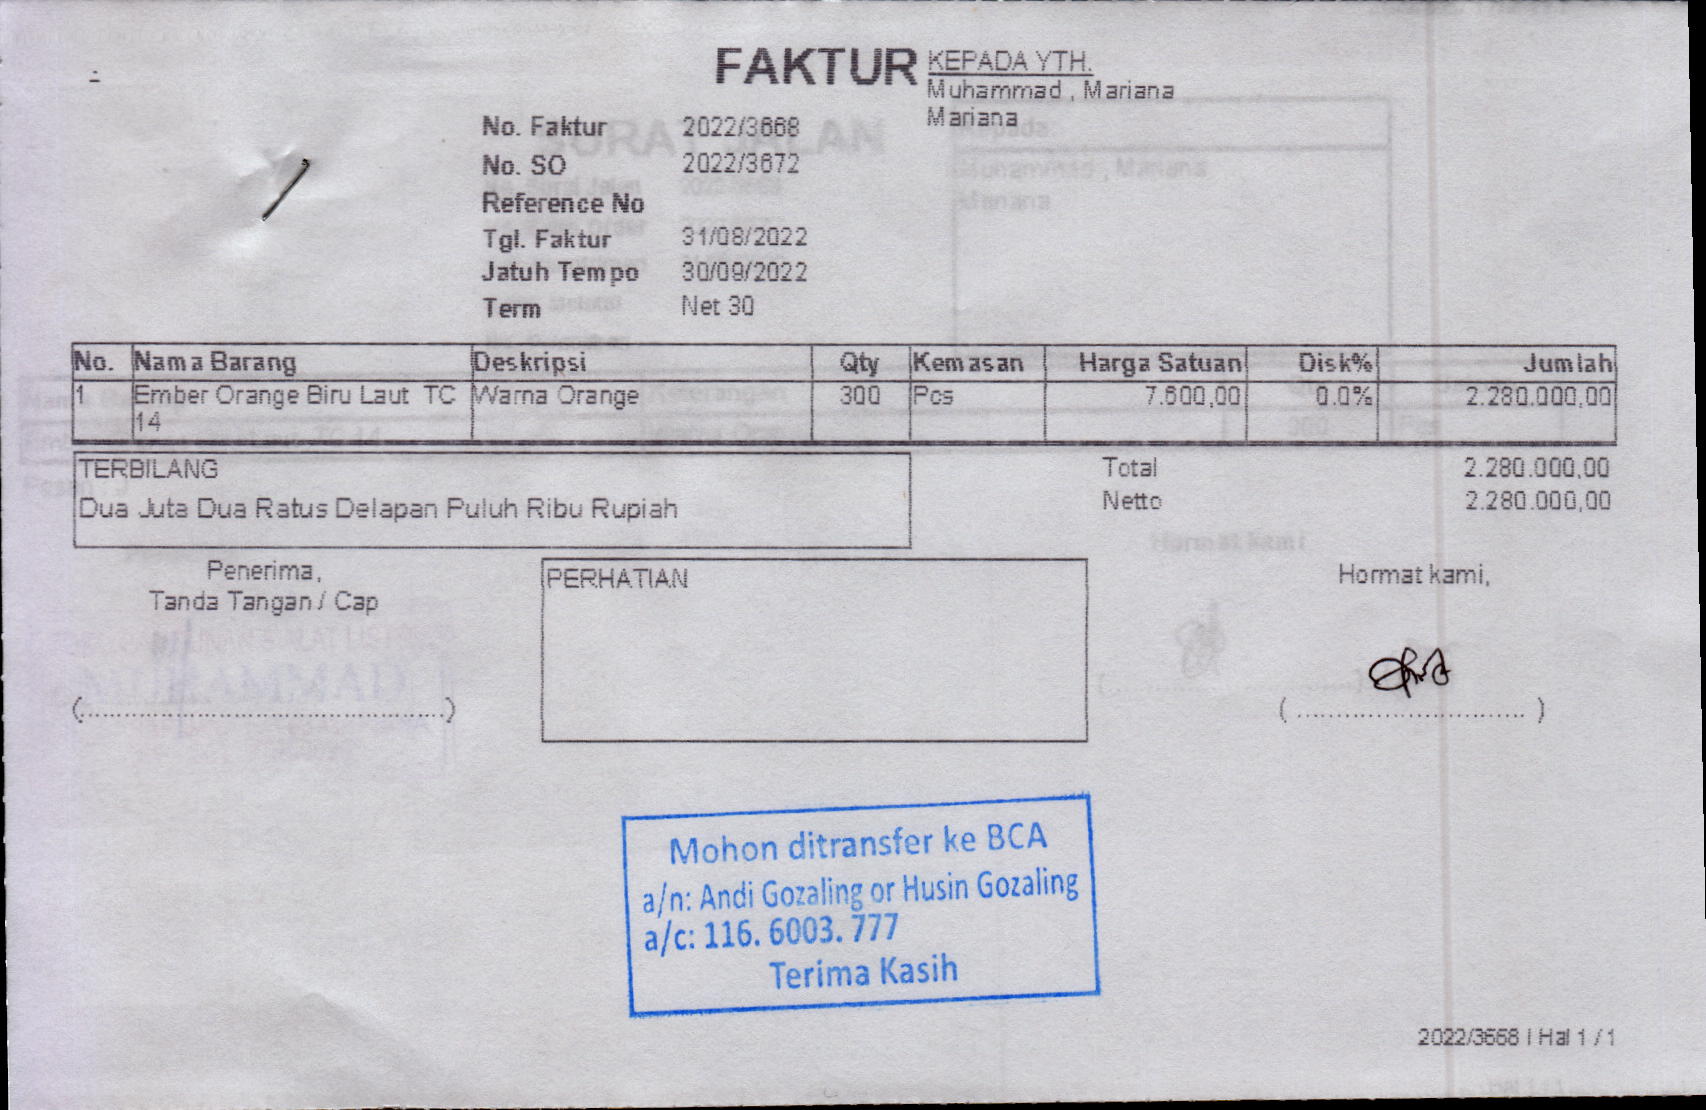 FAKTUR
KEPADA YTH.
Muhammad , Mariana
Mariana
No. Faktur 2022/3668
No. SO 2022/3672
Reference No
Tgl. Faktur 31/08/2022
Jatuh Tempo 30/09/2022
Term Net 30
No. Nama Barang Deskripsi Qty Kemasan Harga Satuan Disk% Jumlah
1 Ember Orange Biru Laut TC Warna Orange 300 Pcs 7.600,00 0.0% 2.280.000,00
14
TERBILANG
Dua Juta Dua Ratus Delapan Puluh Ribu Rupiah
Total 2.280.000,00
Netto 2.280.000,00
Penerima,
Tanda Tangan / Cap
(..............................................)
PERHATIAN
Hormat kami,
( ............................. )
Mohon ditransfer ke BCA
a/n: Andi Gozaling or Husin Gozaling
a/c: 116. 6003. 777
Terima Kasih
2022/3668 | Hal 1 / 1